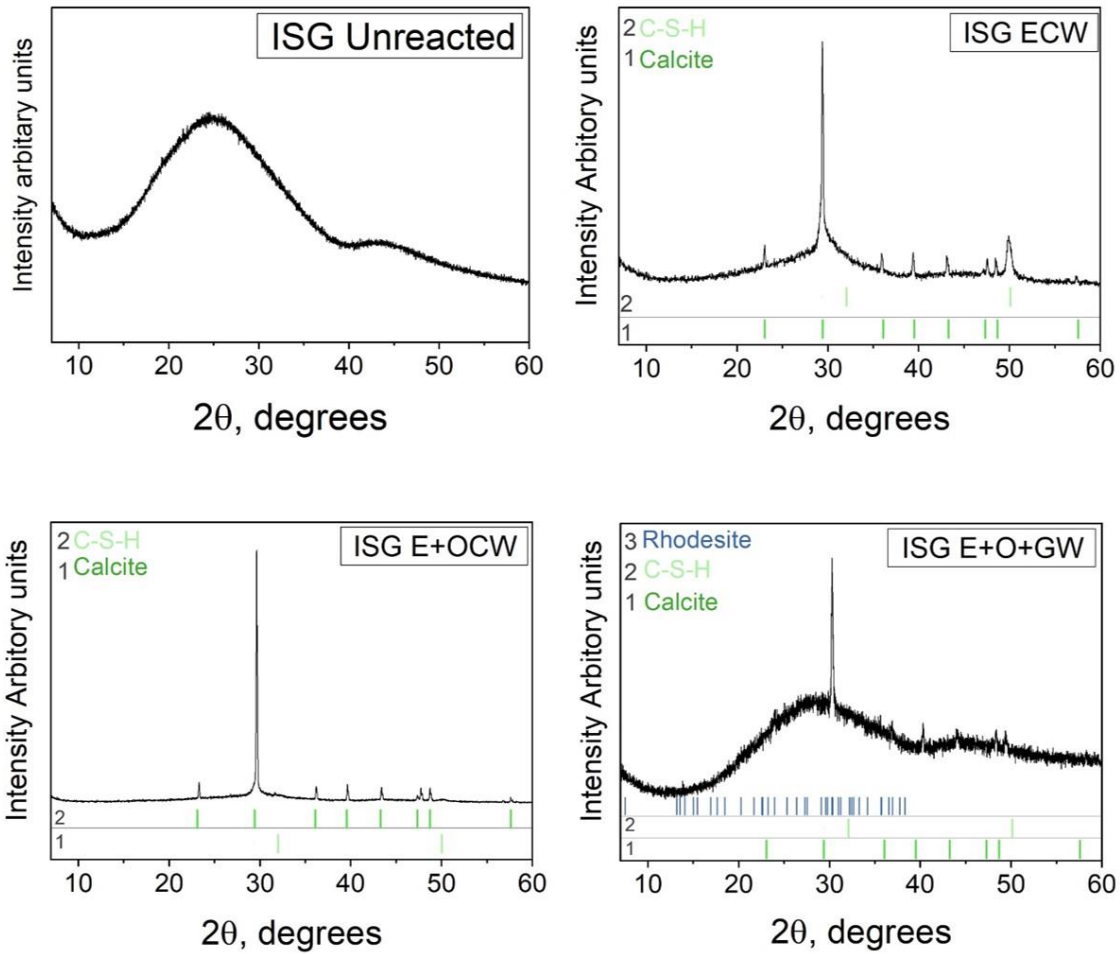 ISG Unreacted
Intensity arbitary units
10 20 30 40 50 60
2θ, degrees
2 C-S-H
1 Calcite
ISG ECW
Intensity Arbitory units
2
1
10 20 30 40 50 60
2θ, degrees
2 C-S-H
1 Calcite
ISG E+OCW
Intensity Arbitory units
2
1
10 20 30 40 50 60
2θ, degrees
3 Rhodesite
2 C-S-H
1 Calcite
ISG E+O+GW
Intensity Arbitory units
2
1
10 20 30 40 50 60
2θ, degrees